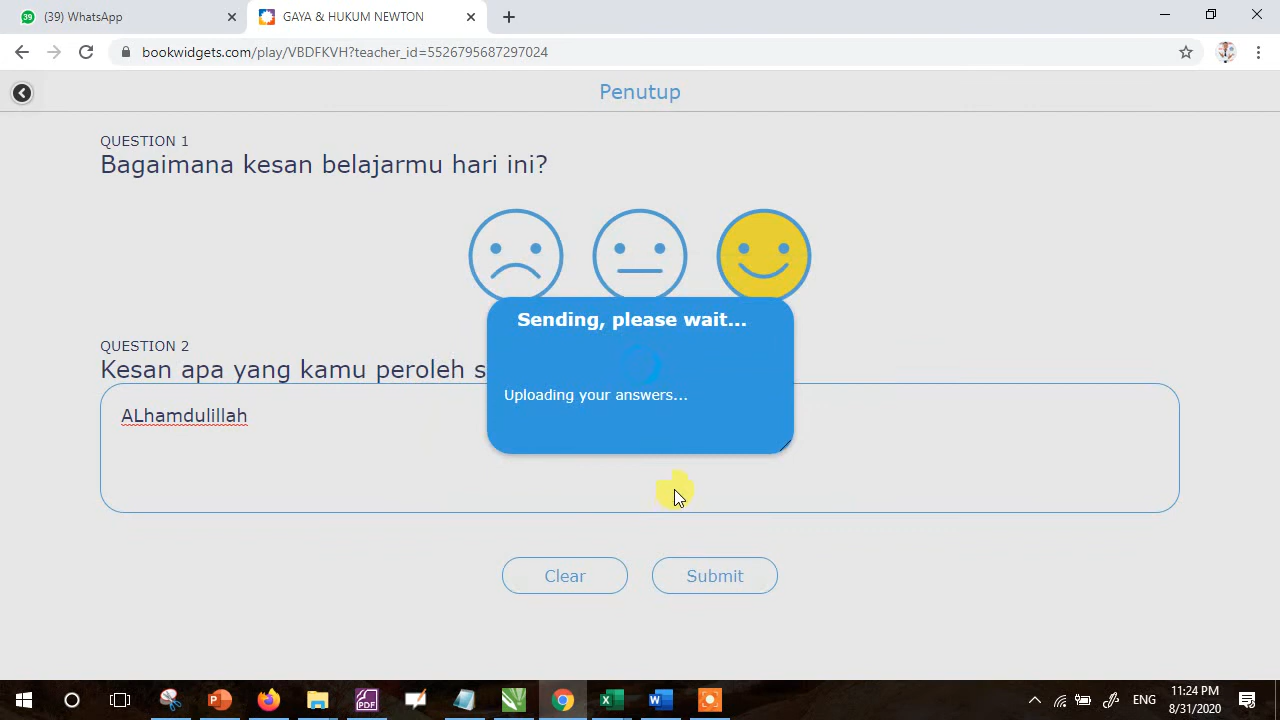 (39) WhatsApp
GAYA & HUKUM NEWTON
bookwidgets.com/play/VBDFKVH?teacher_id=5526795687297024
Penutup
QUESTION 1
Bagaimana kesan belajarmu hari ini?
Sending, please wait...
Uploading your answers...
QUESTION 2
Kesan apa yang kamu peroleh s
ALhamdulillah
Clear
Submit
ENG
11:24 PM
8/31/2020